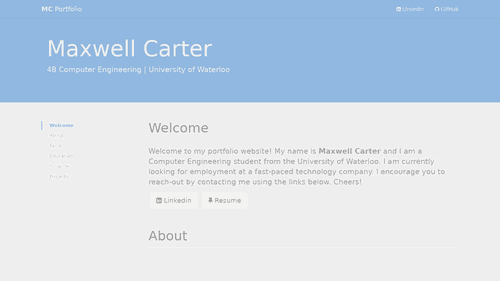 MC Portfolio
LinkedIn
GitHub
Maxwell Carter
4B Computer Engineering | University of Waterloo
Welcome
About
Education
Projects
Welcome
Welcome to my portfolio website! My name is Maxwell Carter and I am a
Computer Engineering student from the University of Waterloo. I am currently
looking for employment at a fast-paced technology company. I encourage you to
reach-out by contacting me using the links below. Cheers!
LinkedIn
Resume
About